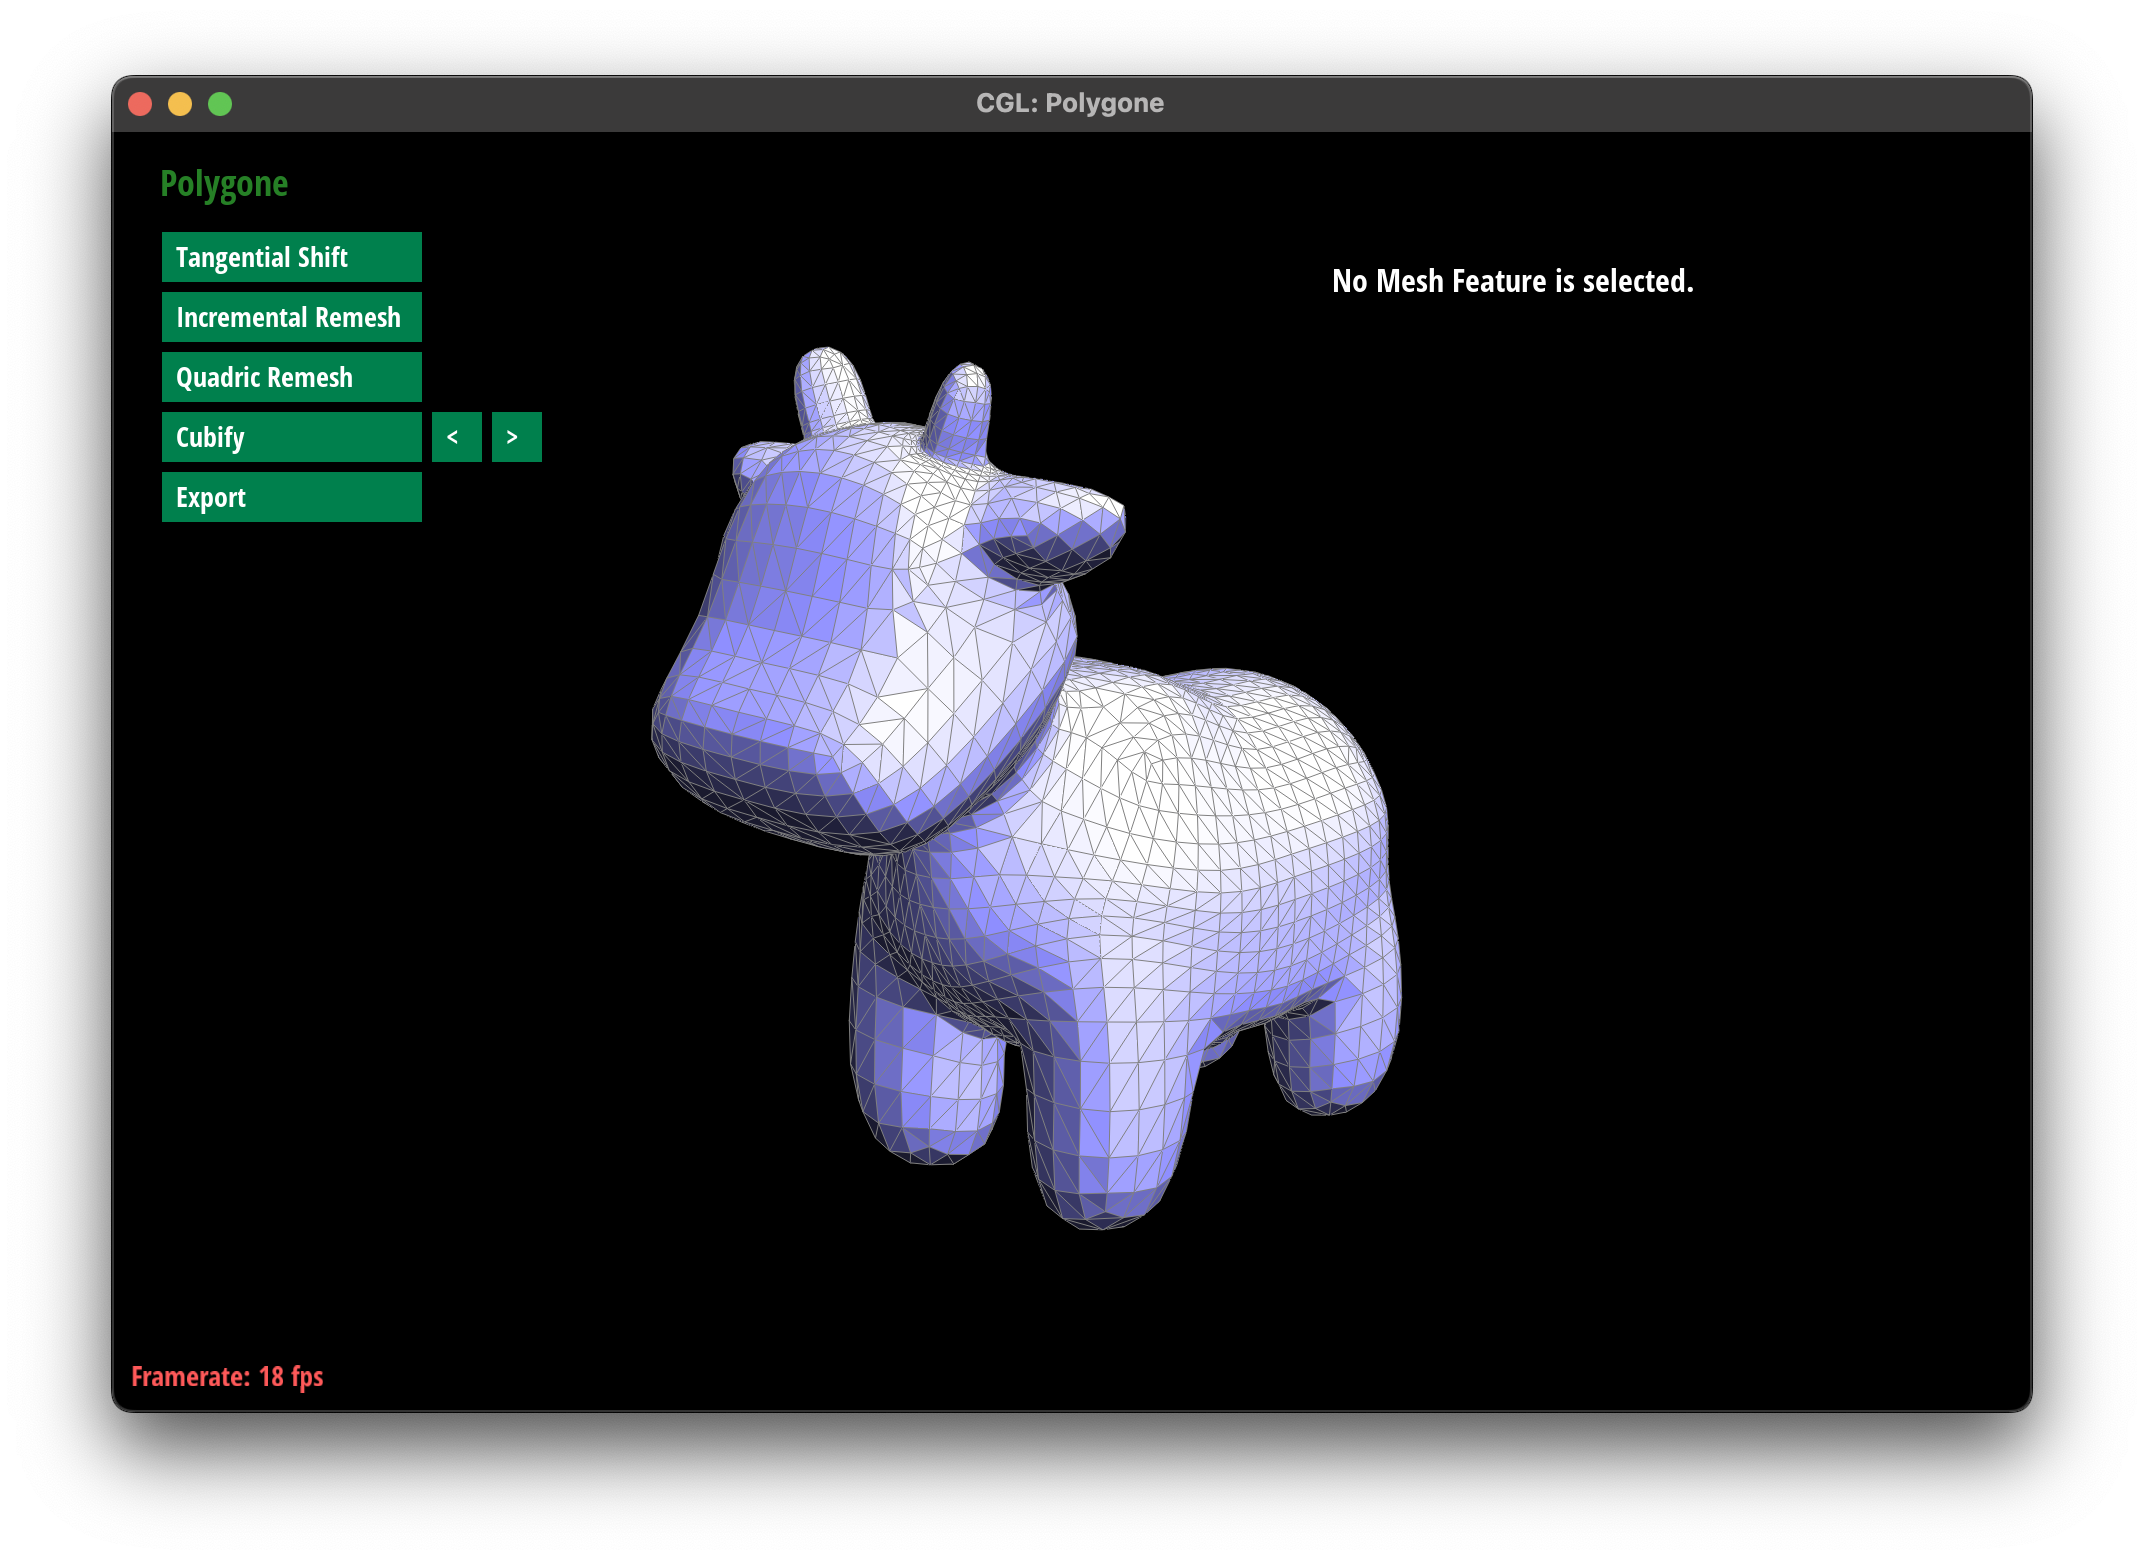 CGL: Polygone
Polygone
Tangential Shift
No Mesh Feature is selected.
Incremental Remesh
Quadric Remesh
Cubify < >
Export
Framerate: 18 fps